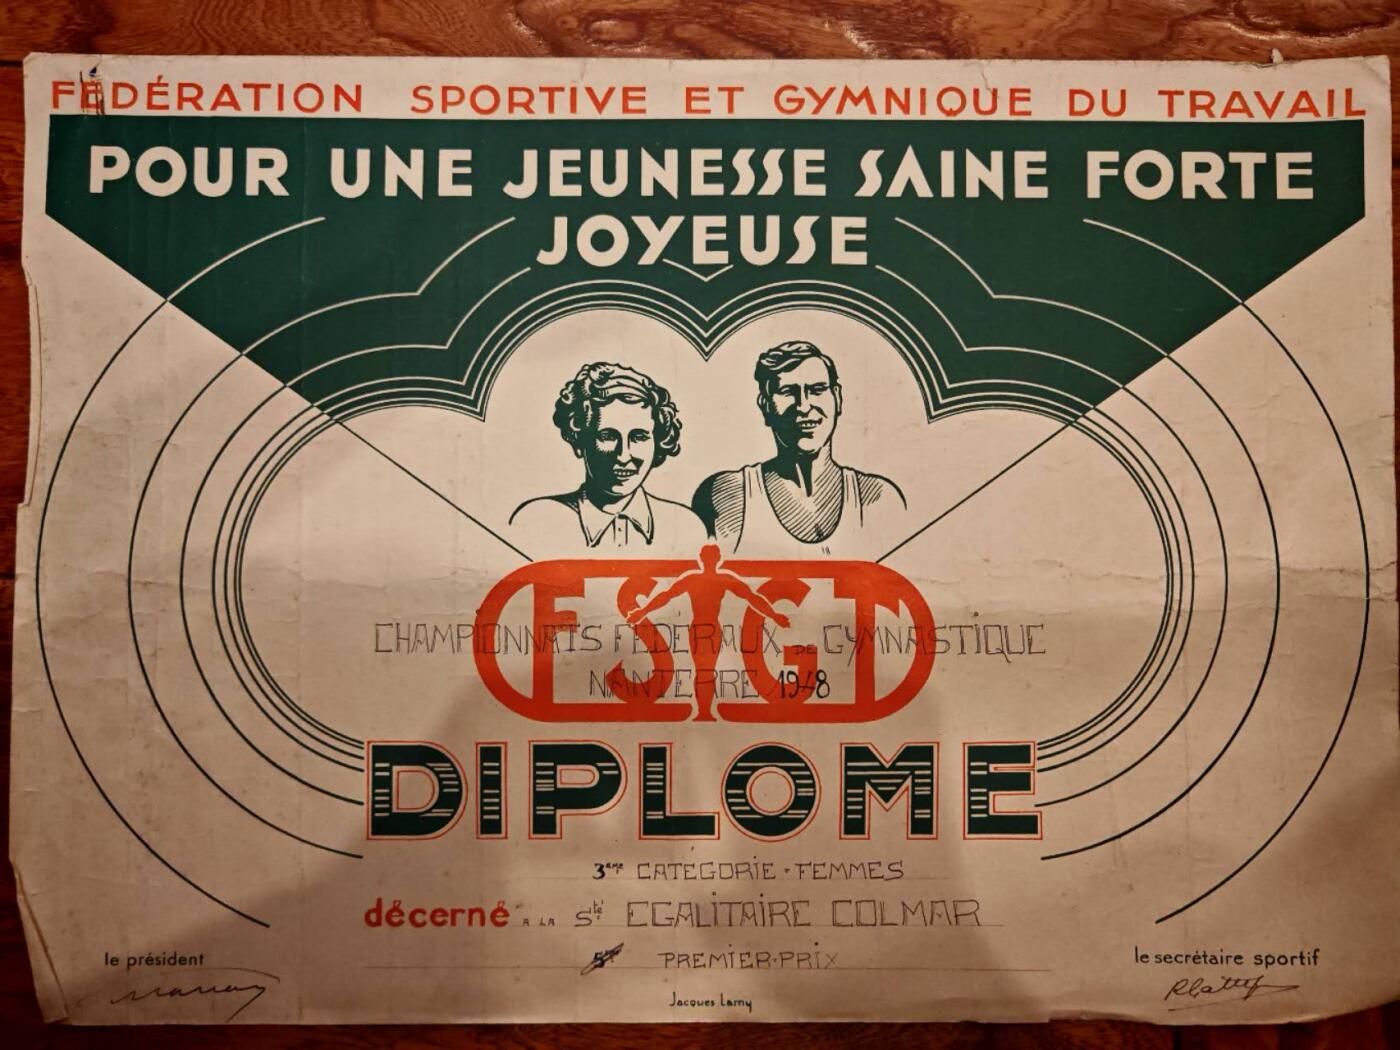 FÉDÉRATION SPORTIVE ET GYMNIQUE DU TRAVAIL
POUR UNE JEUNESSE SAINE FORTE
JOYEUSE
FSGT
CHAMPIONNATS FÉDÉRAUX DE GYMNASTIQUE
NANTERRE 1948
DIPLOME
3ème CATÉGORIE - FEMMES
décerné A LA Sté EGALITAIRE COLMAR
PREMIER-PRIX
le président
le secrétaire sportif
Jacques Lamy